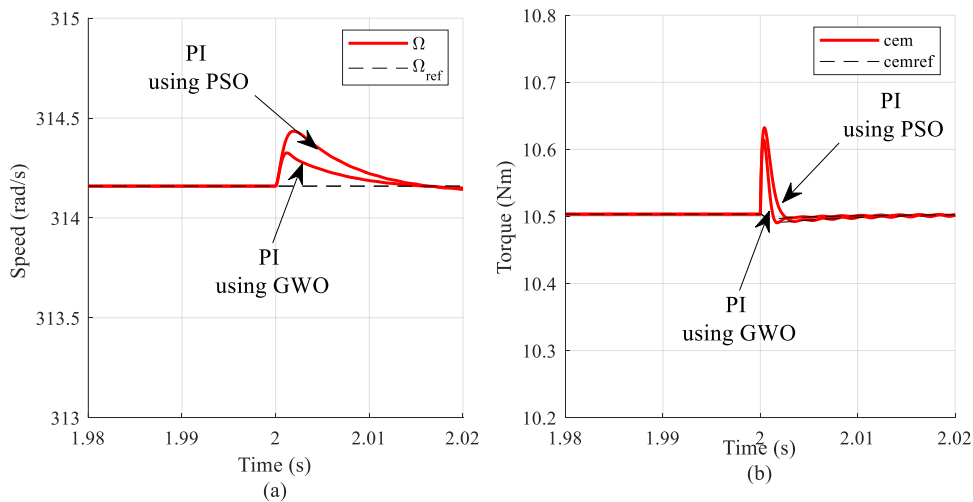 315
314.5
314
313.5
313
Speed (rad/s)
PI
using PSO
Ω
Ω_ref
PI
using GWO
1.98
1.99
2
2.01
2.02
Time (s)
(a)
10.8
10.7
10.6
10.5
10.4
10.3
10.2
Torque (Nm)
cem
cemref
PI
using PSO
PI
using GWO
1.98
1.99
2
2.01
2.02
Time (s)
(b)